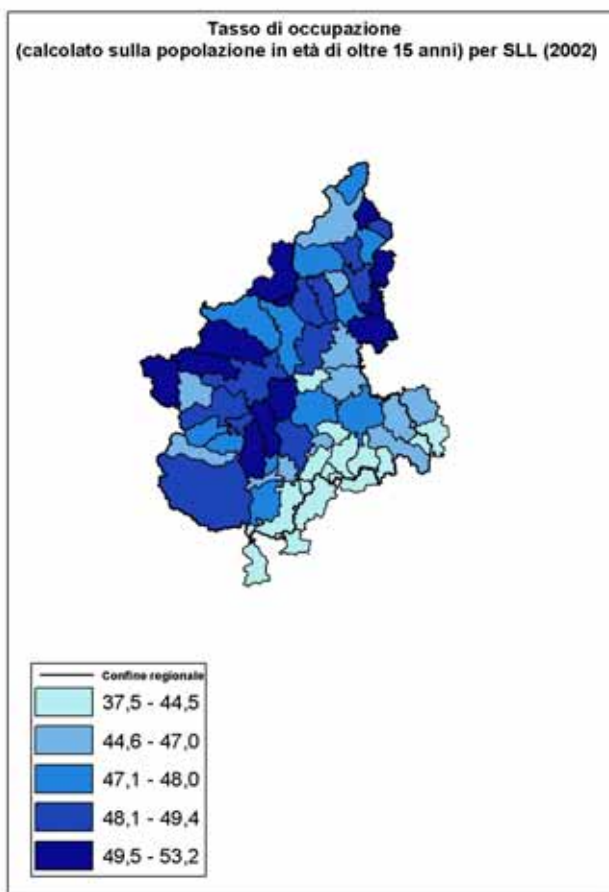 Tasso di occupazione
(calcolato sulla popolazione in età di oltre 15 anni) per SLL (2002)
Confine regionale
37,5 - 44,5
44,6 - 47,0
47,1 - 48,0
48,1 - 49,4
49,5 - 53,2